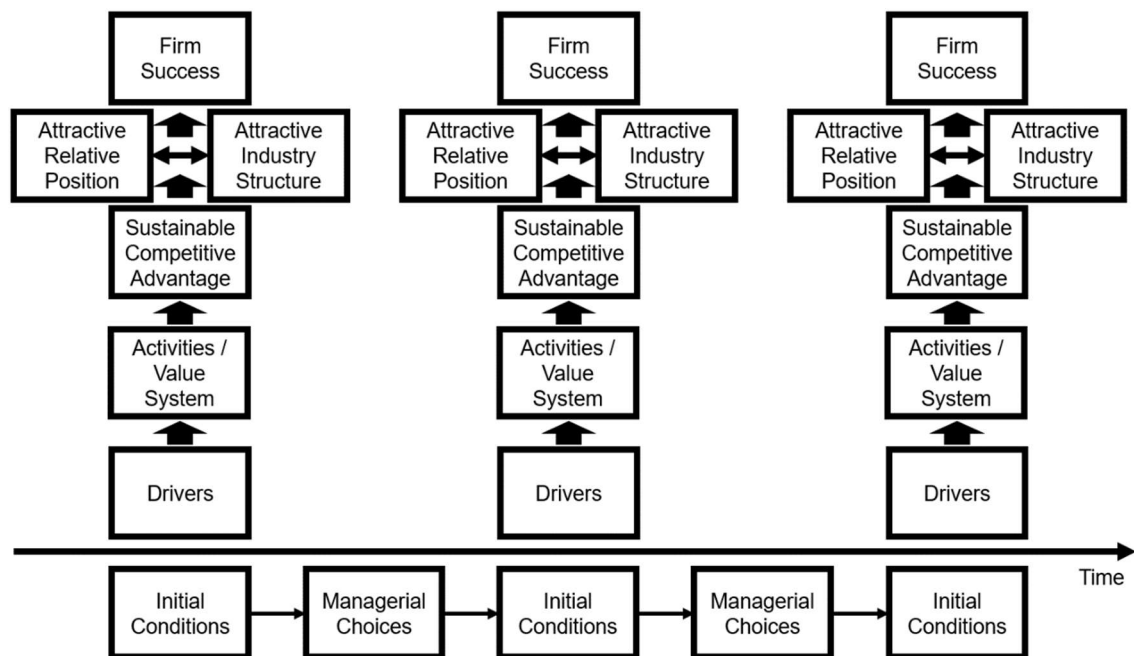 Firm
Success
Firm
Success
Firm
Success
Attractive
Relative
Position
Attractive
Industry
Structure
Attractive
Relative
Position
Attractive
Industry
Structure
Attractive
Relative
Position
Attractive
Industry
Structure
Sustainable
Competitive
Advantage
Sustainable
Competitive
Advantage
Sustainable
Competitive
Advantage
Activities /
Value
System
Activities /
Value
System
Activities /
Value
System
Drivers
Drivers
Drivers
Time
Initial
Conditions
Managerial
Choices
Initial
Conditions
Managerial
Choices
Initial
Conditions